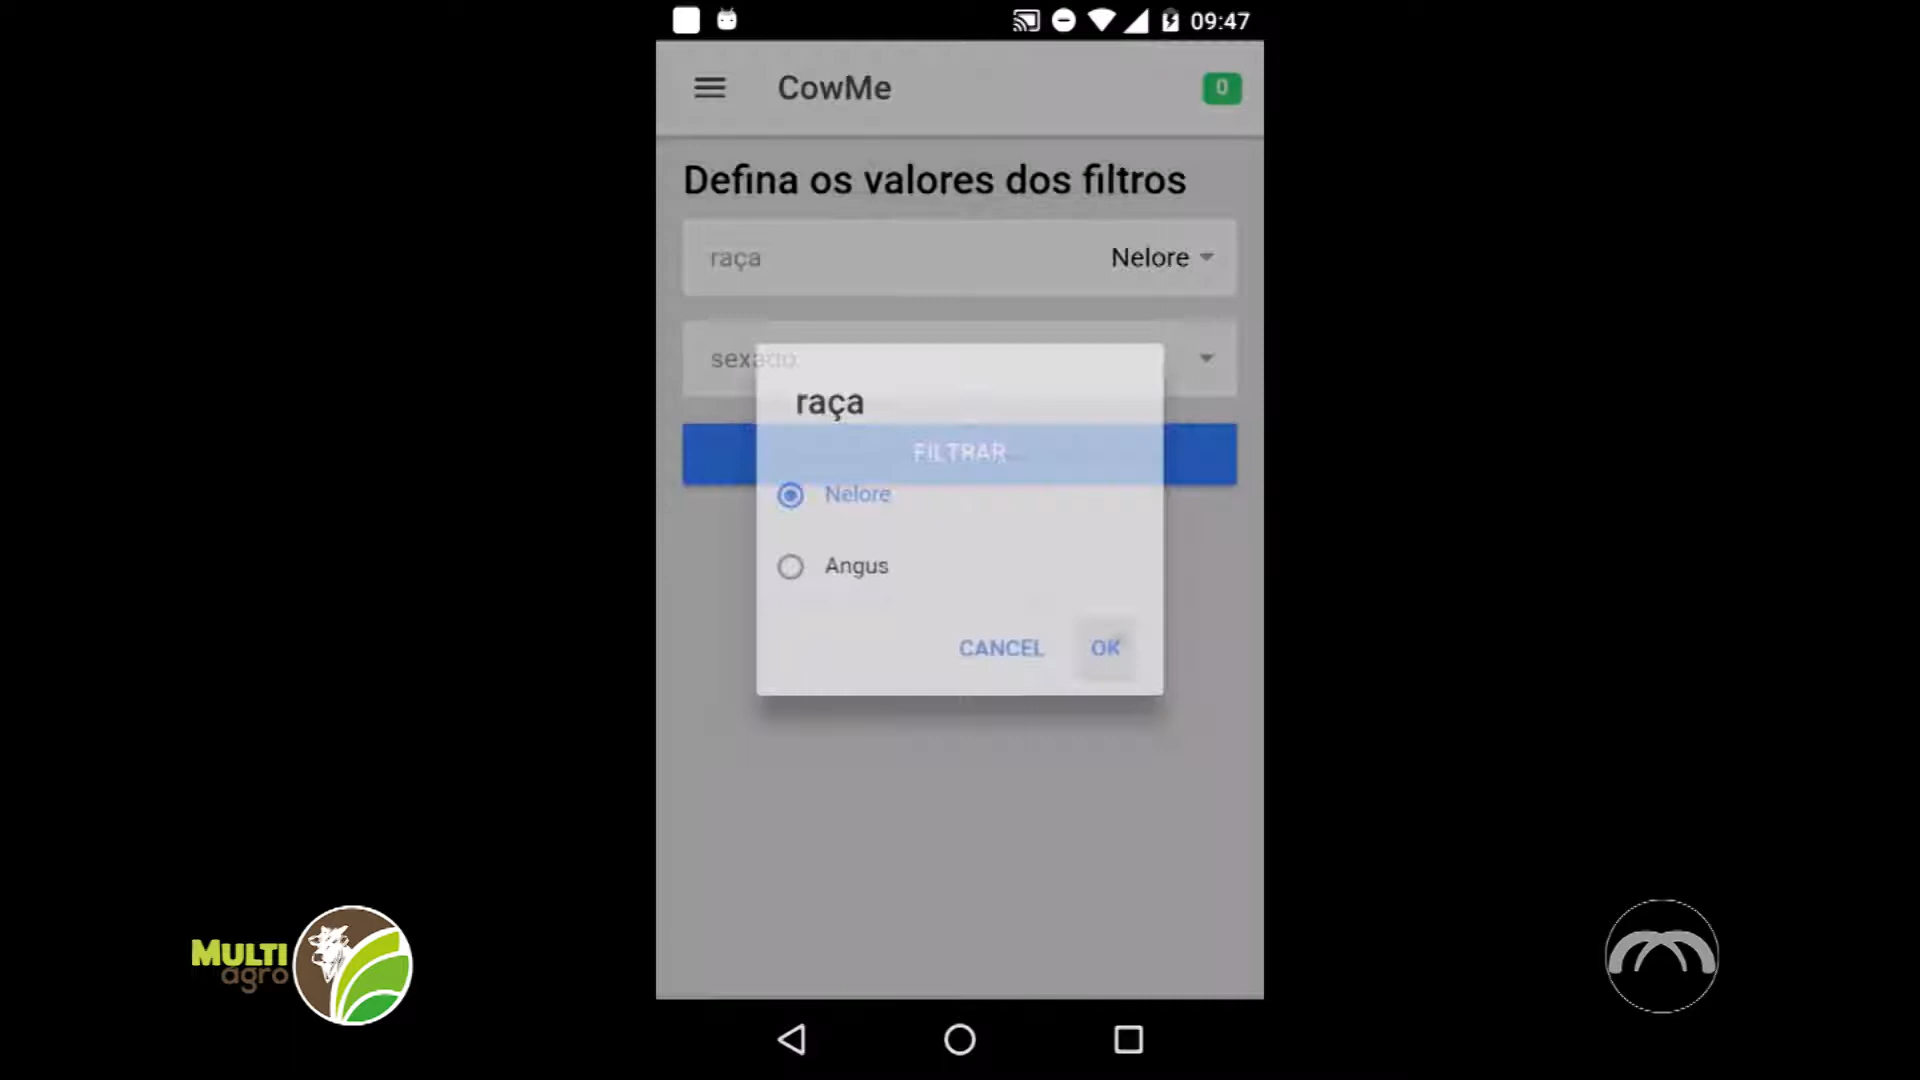 09:47
CowMe
0
Defina os valores dos filtros
raça
Nelore
sexado
raça
FILTRAR
Nelore
Angus
CANCEL
OK
MULTI
agro